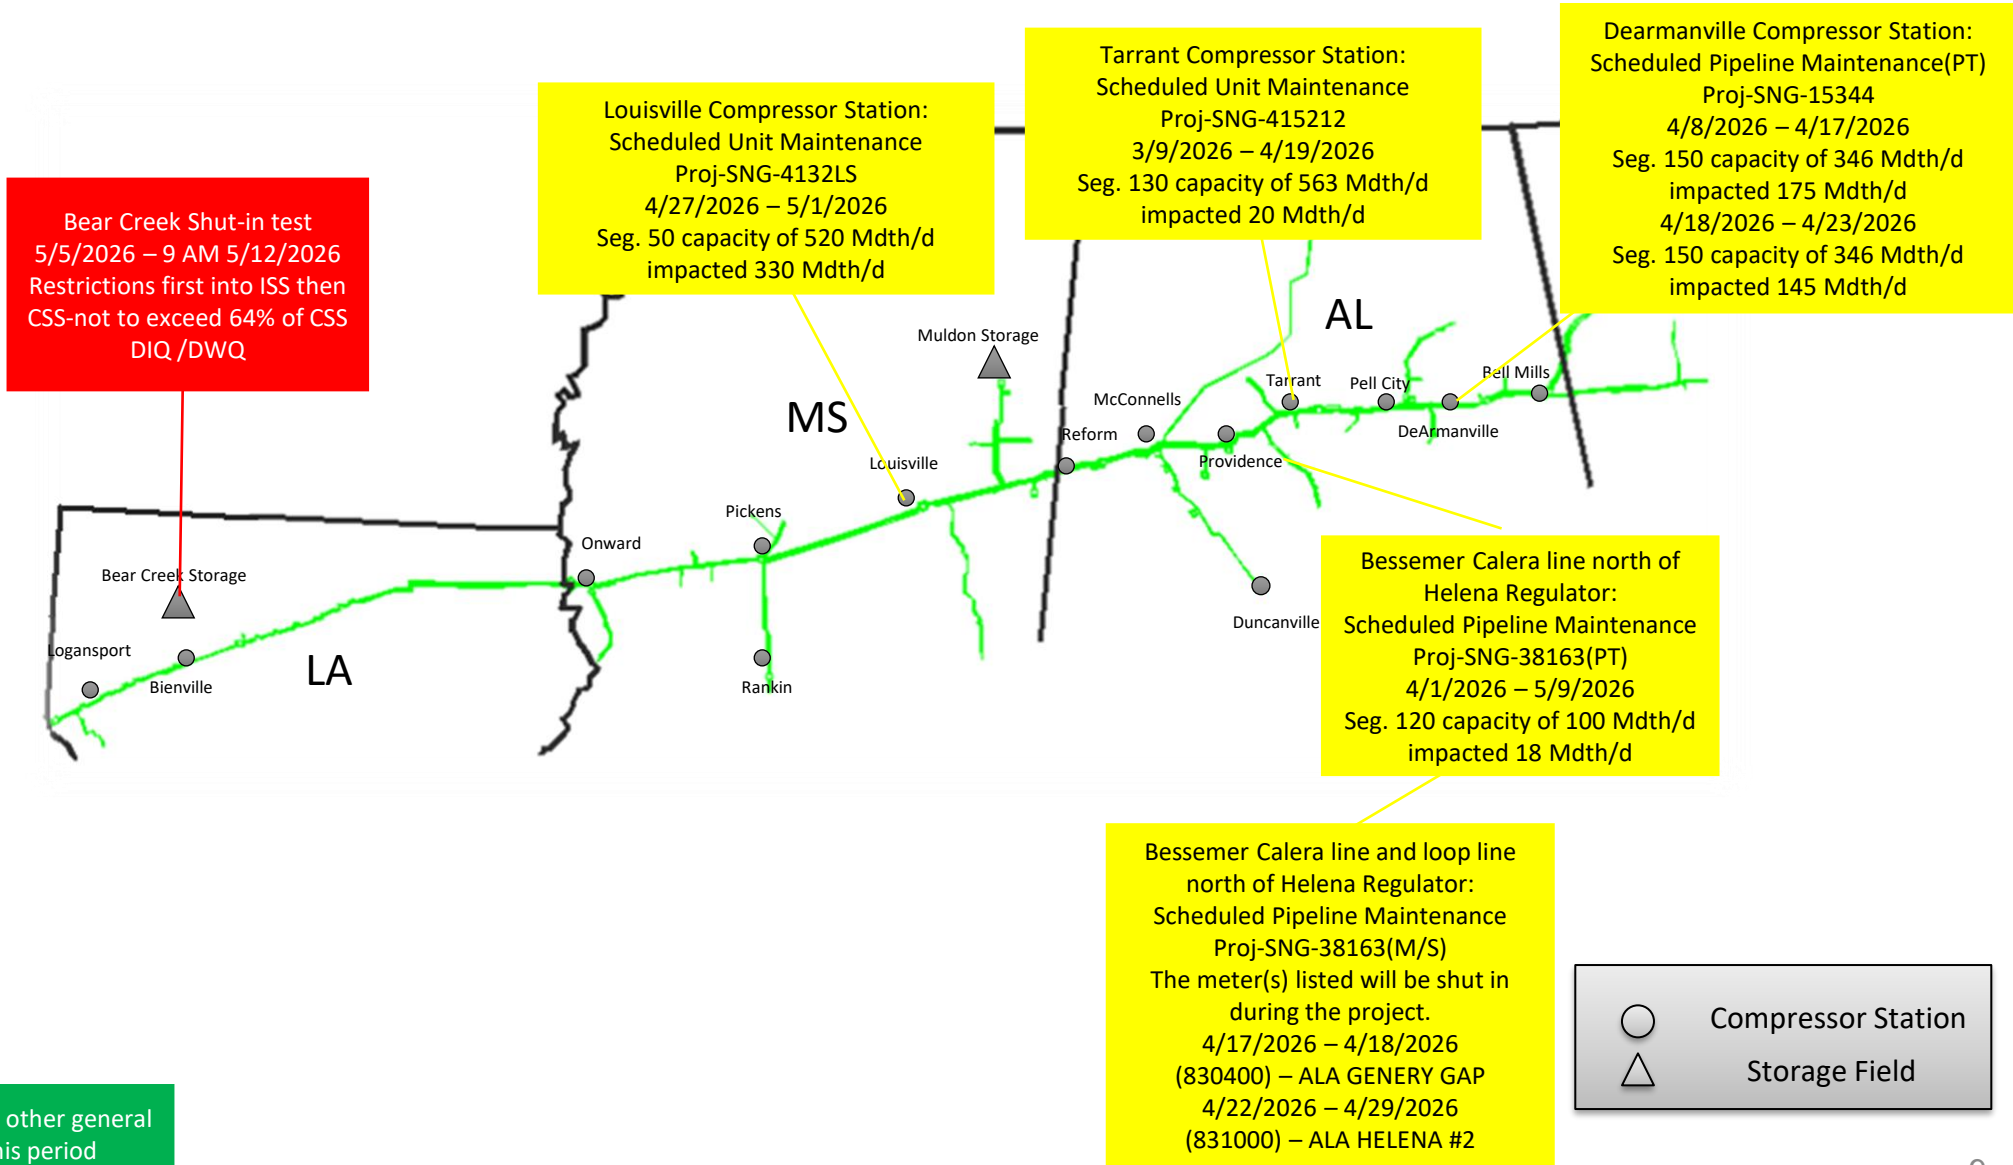 Dearmanville Compressor Station:
Scheduled Pipeline Maintenance(PT)
Proj-SNG-15344
4/8/2026 – 4/17/2026
Seg. 150 capacity of 346 Mdth/d
impacted 175 Mdth/d
4/18/2026 – 4/23/2026
Seg. 150 capacity of 346 Mdth/d
impacted 145 Mdth/d
Tarrant Compressor Station:
Scheduled Unit Maintenance
Proj-SNG-415212
3/9/2026 – 4/19/2026
Seg. 130 capacity of 563 Mdth/d
impacted 20 Mdth/d
Louisville Compressor Station:
Scheduled Unit Maintenance
Proj-SNG-4132LS
4/27/2026 – 5/1/2026
Seg. 50 capacity of 520 Mdth/d
impacted 330 Mdth/d
Bear Creek Shut-in test
5/5/2026 – 9 AM 5/12/2026
Restrictions first into ISS then
CSS-not to exceed 64% of CSS
DIQ /DWQ
AL
Muldon Storage
MS
Tarrant
Pell City
Bell Mills
McConnells
Reform
DeArmanville
Providence
Louisville
Pickens
Onward
Bear Creek Storage
Duncanville
Logansport
Bienville
LA
Rankin
Bessemer Calera line north of
Helena Regulator:
Scheduled Pipeline Maintenance
Proj-SNG-38163(PT)
4/1/2026 – 5/9/2026
Seg. 120 capacity of 100 Mdth/d
impacted 18 Mdth/d
Bessemer Calera line and loop line
north of Helena Regulator:
Scheduled Pipeline Maintenance
Proj-SNG-38163(M/S)
The meter(s) listed will be shut in
during the project.
4/17/2026 – 4/18/2026
(830400) – ALA GENERY GAP
4/22/2026 – 4/29/2026
(831000) – ALA HELENA #2
Compressor Station
Storage Field
other general
period